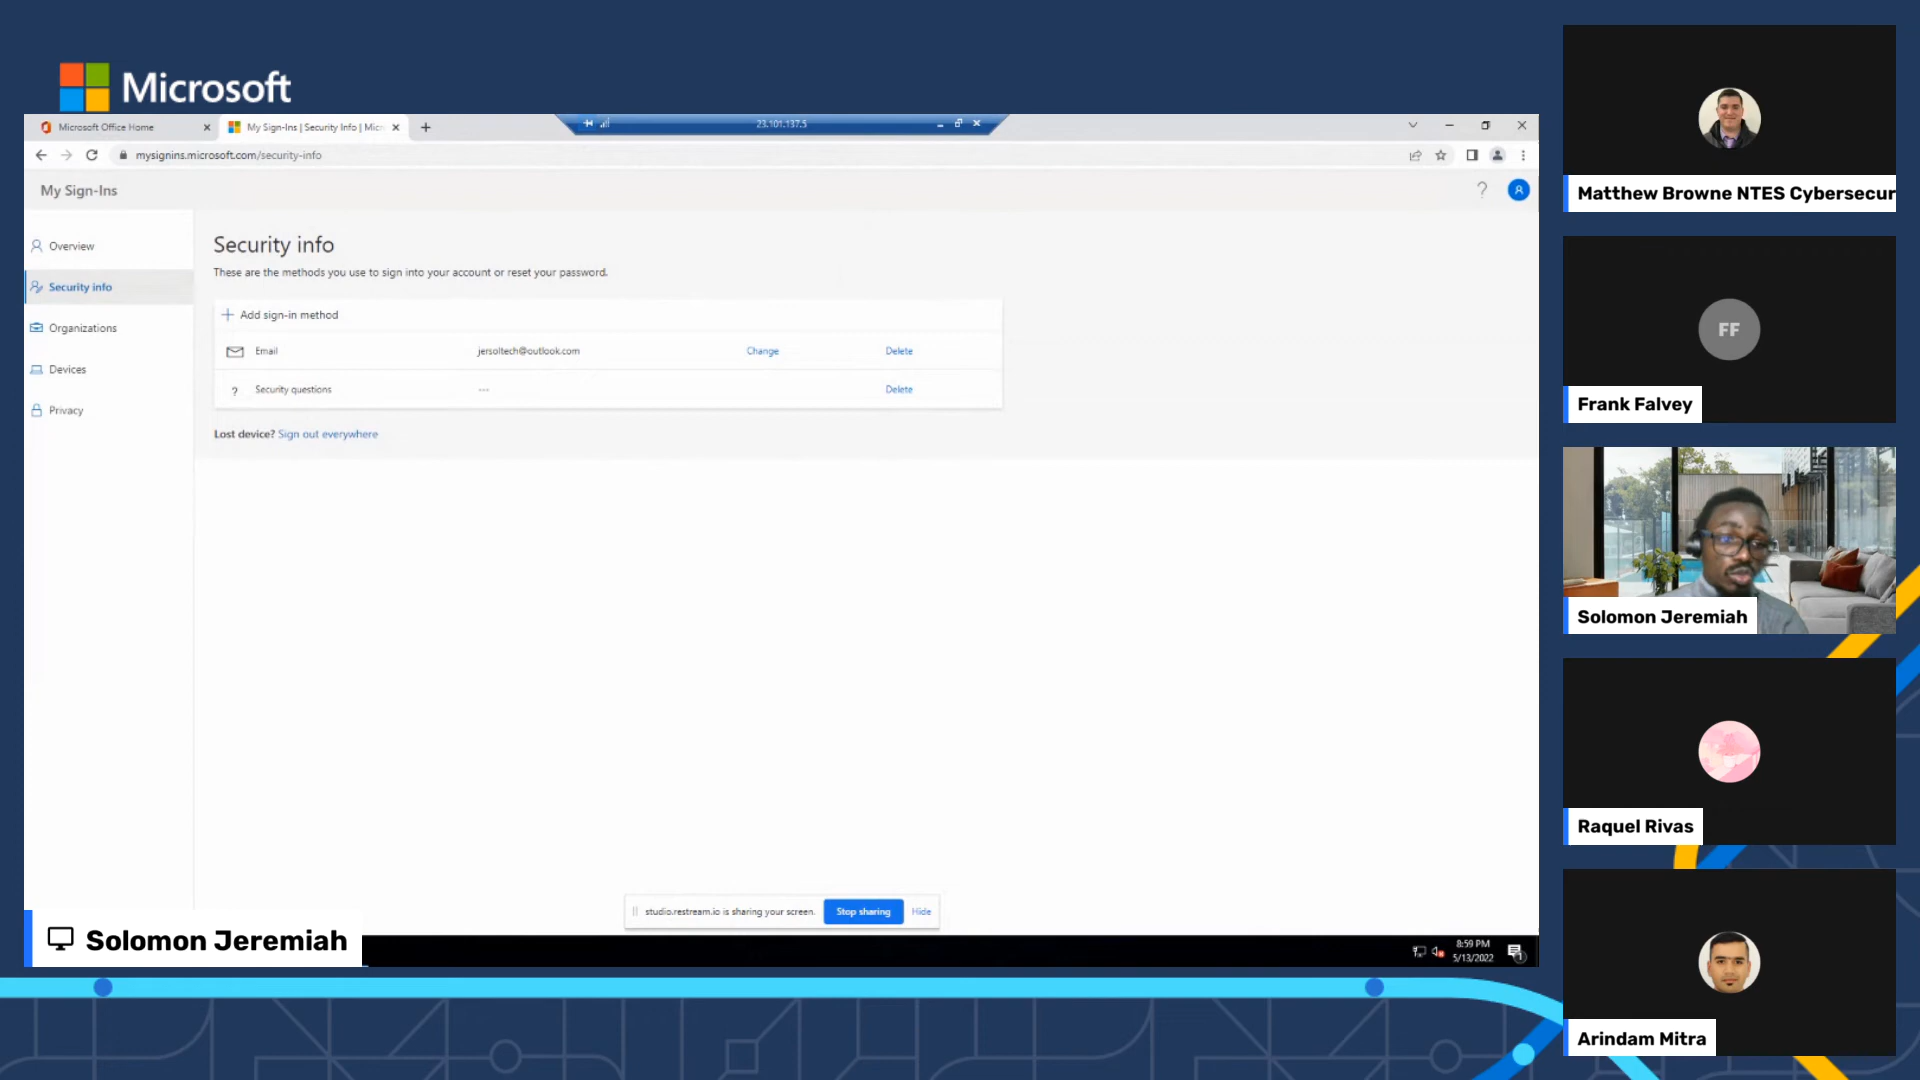 Microsoft
Microsoft Office Home
My Sign-Ins | Security Info | Micr
23.101.137.5
mysignins.microsoft.com/security-info
My Sign-Ins
Overview
Security info
Organizations
Devices
Privacy
Security info
These are the methods you use to sign into your account or reset your password.
Add sign-in method
Email jersoltech@outlook.com Change Delete
Security questions --- Delete
Lost device? Sign out everywhere
studio.restream.io is sharing your screen. Stop sharing Hide
Solomon Jeremiah
8:59 PM
5/13/2022
1
Matthew Browne NTES Cybersecur
FF
Frank Falvey
Solomon Jeremiah
Raquel Rivas
Arindam Mitra